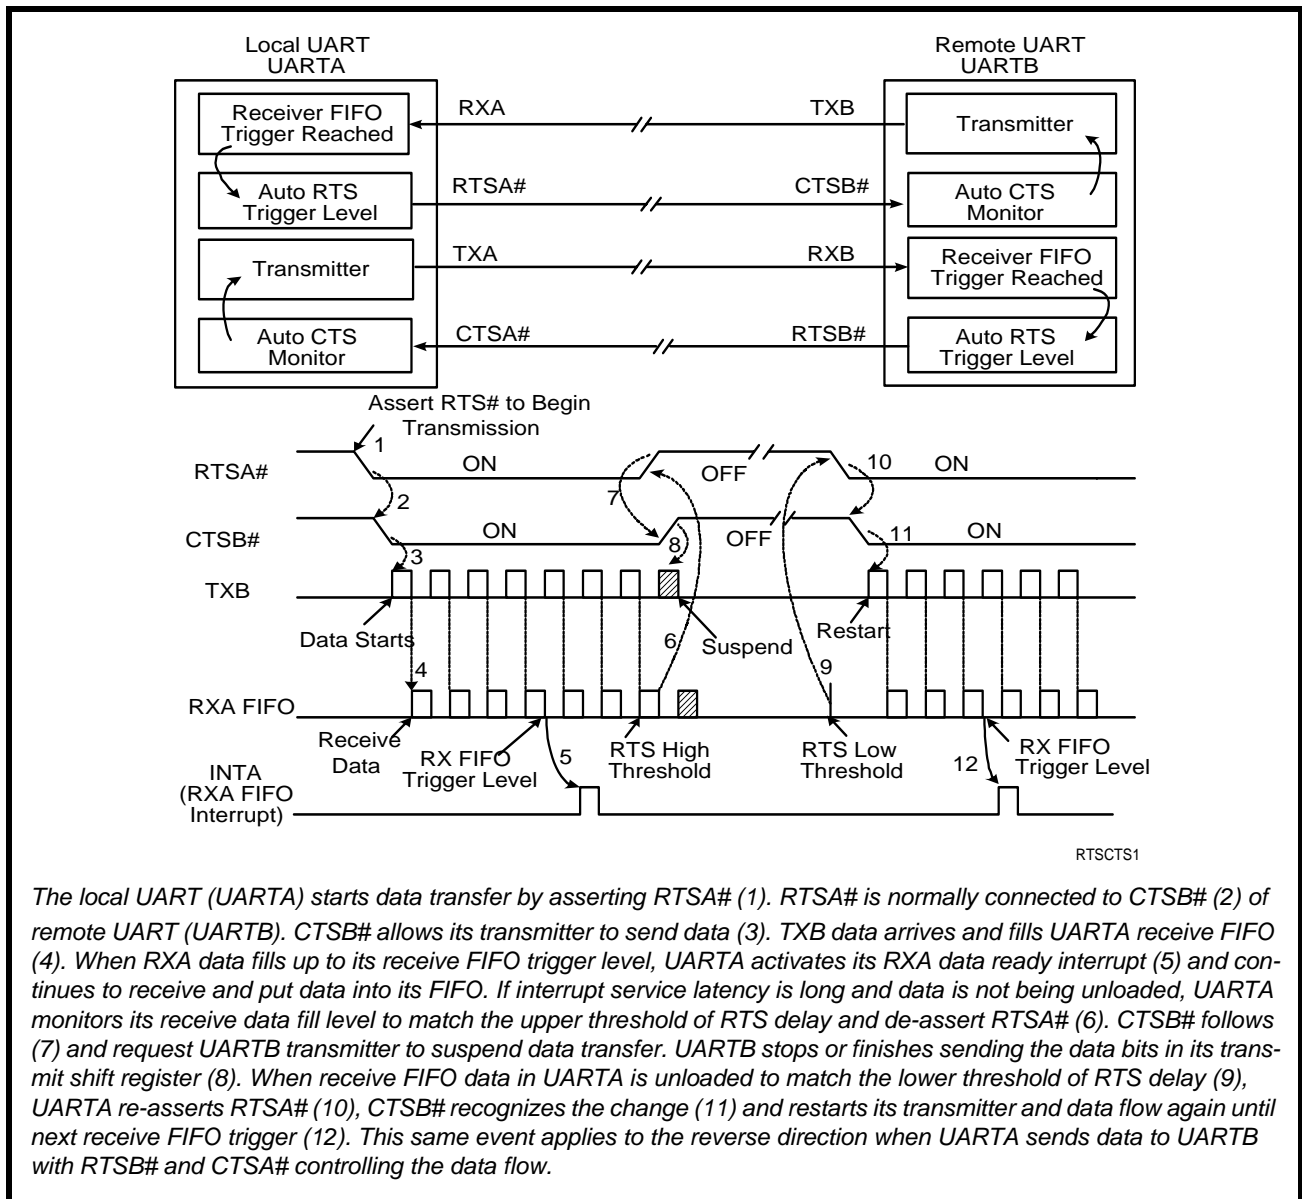 Local UART
UARTA
Remote UART
UARTB
Receiver FIFO
Trigger Reached
RXA
TXB
Transmitter
Auto RTS
Trigger Level
RTSA#
CTSB#
Auto CTS
Monitor
Transmitter
TXA
RXB
Receiver FIFO
Trigger Reached
Auto CTS
Monitor
CTSA#
RTSB#
Auto RTS
Trigger Level
Assert RTS# to Begin
Transmission
1
RTSA#
ON
OFF
10
ON
2
7
CTSB#
ON
8
OFF
11
ON
3
TXB
Data Starts
6
Suspend
Restart
4
9
RXA FIFO
Receive
Data
RX FIFO
Trigger Level
5
RTS High
Threshold
RTS Low
Threshold
12
RX FIFO
Trigger Level
INTA
(RXA FIFO
Interrupt)
RTSCTS1
The local UART (UARTA) starts data transfer by asserting RTSA# (1). RTSA# is normally connected to CTSB# (2) of
remote UART (UARTB). CTSB# allows its transmitter to send data (3). TXB data arrives and fills UARTA receive FIFO
(4). When RXA data fills up to its receive FIFO trigger level, UARTA activates its RXA data ready interrupt (5) and con-
tinues to receive and put data into its FIFO. If interrupt service latency is long and data is not being unloaded, UARTA
monitors its receive data fill level to match the upper threshold of RTS delay and de-assert RTSA# (6). CTSB# follows
(7) and request UARTB transmitter to suspend data transfer. UARTB stops or finishes sending the data bits in its trans-
mit shift register (8). When receive FIFO data in UARTA is unloaded to match the lower threshold of RTS delay (9),
UARTA re-asserts RTSA# (10), CTSB# recognizes the change (11) and restarts its transmitter and data flow again until
next receive FIFO trigger (12). This same event applies to the reverse direction when UARTA sends data to UARTB
with RTSB# and CTSA# controlling the data flow.